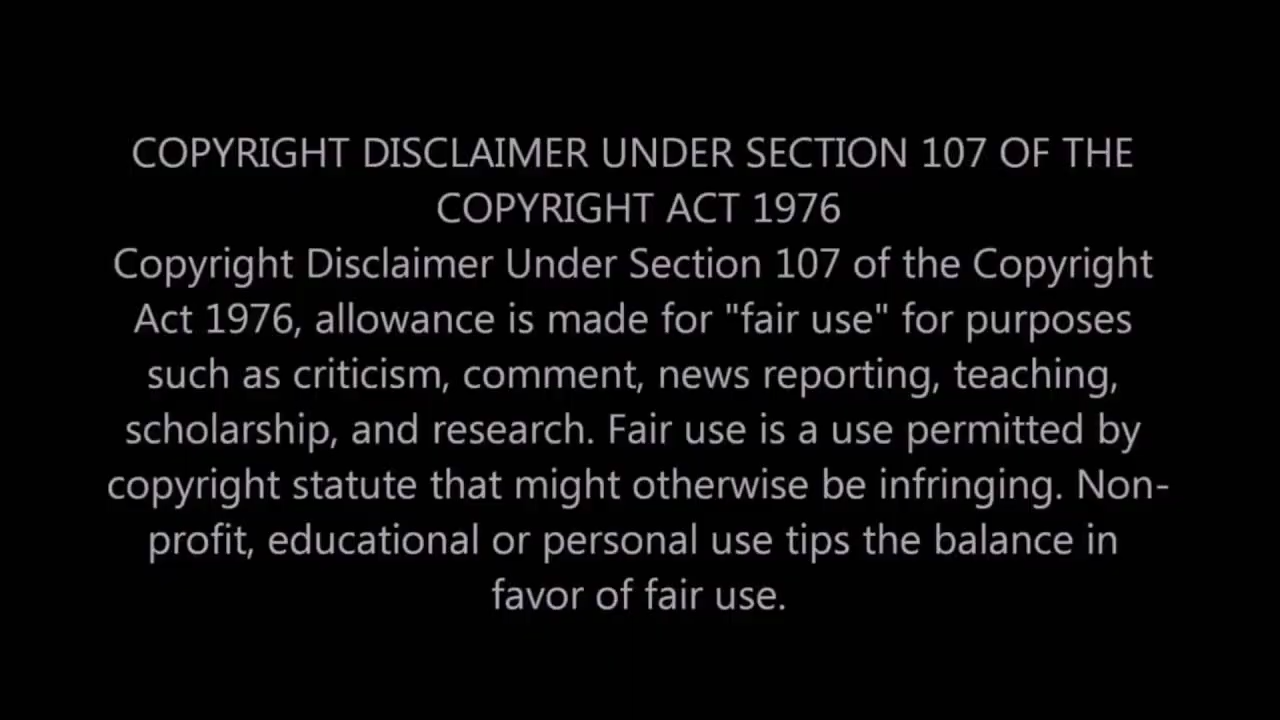 COPYRIGHT DISCLAIMER UNDER SECTION 107 OF THE
COPYRIGHT ACT 1976
Copyright Disclaimer Under Section 107 of the Copyright
Act 1976, allowance is made for "fair use" for purposes
such as criticism, comment, news reporting, teaching,
scholarship, and research. Fair use is a use permitted by
copyright statute that might otherwise be infringing. Non-
profit, educational or personal use tips the balance in
favor of fair use.